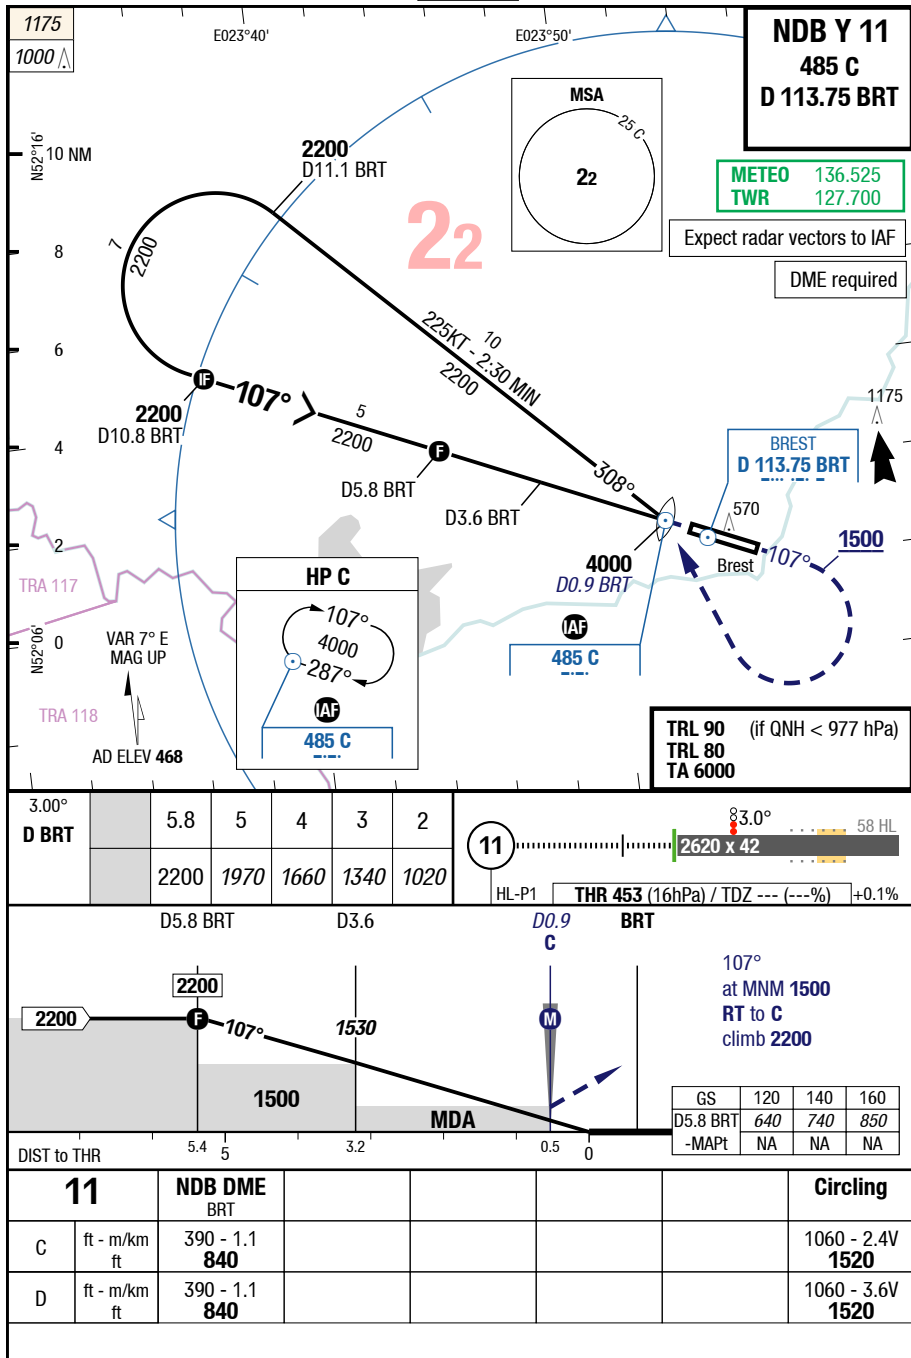 1175
1000
E023°40'
E023°50'
NDB Y 11
485 C
D 113.75 BRT
MSA
25 C
22
N52°16'
10 NM
2200
D11.1 BRT
METEO 136.525
TWR 127.700
22
Expect radar vectors to IAF
DME required
7
2200
8
6
10
225KT - 2.30 MIN
2200
IF
107°
2200
D10.8 BRT
5
2200
1175
4
F
D5.8 BRT
308°
BREST
D 113.75 BRT
D3.6 BRT
570
2
4000
D0.9 BRT
Brest
107°
1500
TRA 117
HP C
107°
4000
287°
IAF
485 C
IAF
485 C
0
N52°06'
VAR 7° E
MAG UP
TRA 118
AD ELEV 468
TRL 90 (if QNH < 977 hPa)
TRL 80
TA 6000
3.00°
D BRT
5.8 5 4 3 2
2200 1970 1660 1340 1020
11
3.0°
58 HL
2620 x 42
HL-P1
THR 453 (16hPa) / TDZ --- (---%)
+0.1%
D5.8 BRT D3.6 D0.9 BRT
C
107°
at MNM 1500
RT to C
climb 2200
2200
2200
F
107°
1530
M
1500
MDA
GS 120 140 160
D5.8 BRT 640 740 850
-MAPt NA NA NA
DIST to THR
5.4 5 3.2 0.5 0
11 NDB DME Circling
BRT
C ft - m/km 390 - 1.1 1060 - 2.4V
ft 840 1520
D ft - m/km 390 - 1.1 1060 - 3.6V
ft 840 1520